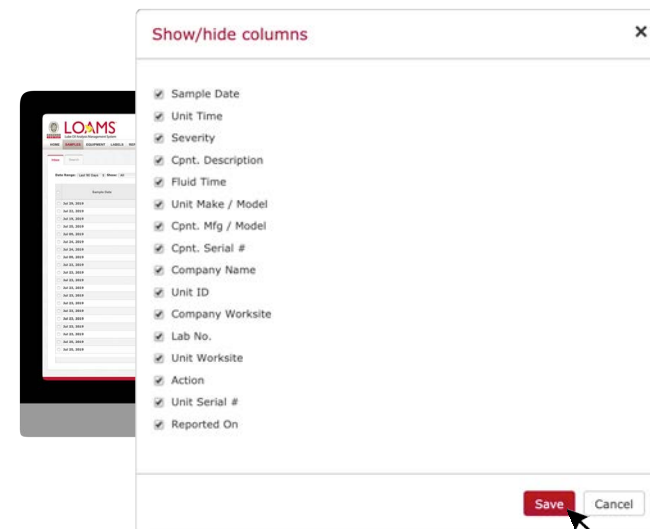 Show/hide columns
Sample Date
Unit Time
Severity
Cpnt. Description
Fluid Time
Unit Make / Model
Cpnt. Mfg / Model
Cpnt. Serial #
Company Name
Unit ID
Company Worksite
Lab No.
Unit Worksite
Action
Unit Serial #
Reported On
Save
Cancel
LOAMS
HOME SAMPLES EQUIPMENT LABELS
Sample Date